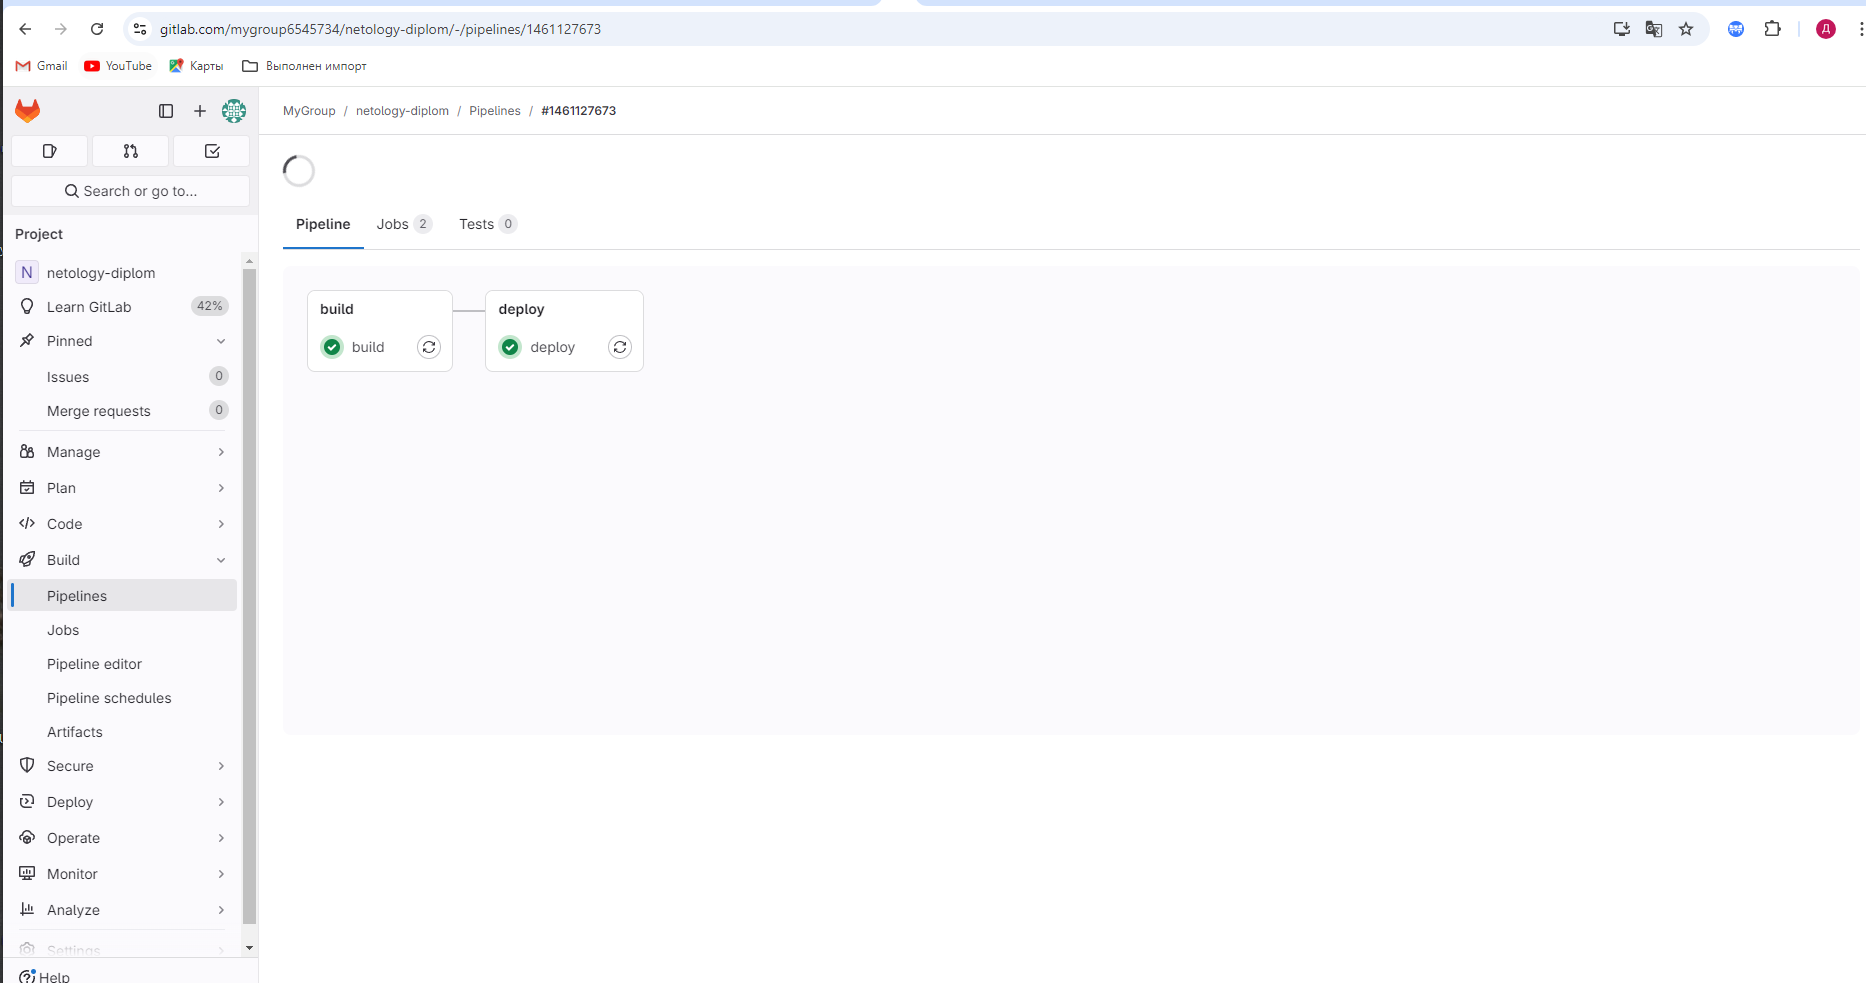 gitlab.com/mygroup6545734/netology-diplom/-/pipelines/1461127673
Д
Gmail YouTube Карты Выполнен импорт
MyGroup / netology-diplom / Pipelines / #1461127673
Search or go to...
Project
N netology-diplom
Learn GitLab 42%
Pinned
Issues 0
Merge requests 0
Manage
Plan
Code
Build
Pipelines
Jobs
Pipeline editor
Pipeline schedules
Artifacts
Secure
Deploy
Operate
Monitor
Analyze
Settings
Help
Pipeline Jobs 2 Tests 0
build
build
deploy
deploy